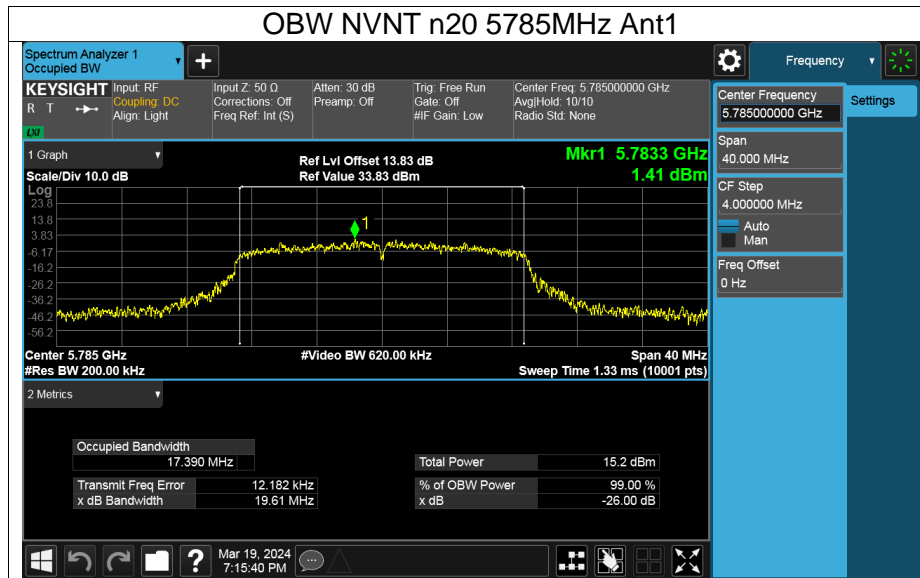 OBW NVNT n20 5785MHz Ant1
Spectrum Analyzer 1
Occupied BW
+
Frequency
KEYSIGHT
R T
LXI
Input: RF
Coupling: DC
Align: Light
Input Z: 50 Ω
Corrections: Off
Freq Ref: Int (S)
Atten: 30 dB
Preamp: Off
Trig: Free Run
Gate: Off
#IF Gain: Low
Center Freq: 5.785000000 GHz
Avg|Hold: 10/10
Radio Std: None
Center Frequency
5.785000000 GHz
Settings
Span
40.000 MHz
CF Step
4.000000 MHz
Auto
Man
Freq Offset
0 Hz
1 Graph
Scale/Div 10.0 dB
Ref Lvl Offset 13.83 dB
Ref Value 33.83 dBm
Mkr1 5.7833 GHz
1.41 dBm
Log
23.8
13.8
3.83
-6.17
-16.2
-26.2
-36.2
-46.2
-56.2
1
Center 5.785 GHz
#Video BW 620.00 kHz
Span 40 MHz
#Res BW 200.00 kHz
Sweep Time 1.33 ms (10001 pts)
2 Metrics
Occupied Bandwidth
17.390 MHz
Total Power 15.2 dBm
Transmit Freq Error 12.182 kHz
% of OBW Power 99.00 %
x dB Bandwidth 19.61 MHz
x dB -26.00 dB
?
Mar 19, 2024
7:15:40 PM